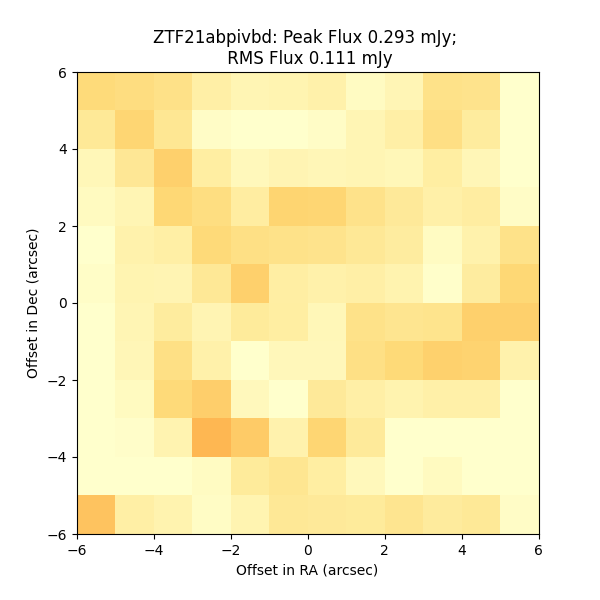 ZTF21abpivbd: Peak Flux 0.293 mJy;
RMS Flux 0.111 mJy
6
4
2
0
−2
−4
−6
Offset in Dec (arcsec)
−6 −4 −2 0 2 4 6
Offset in RA (arcsec)